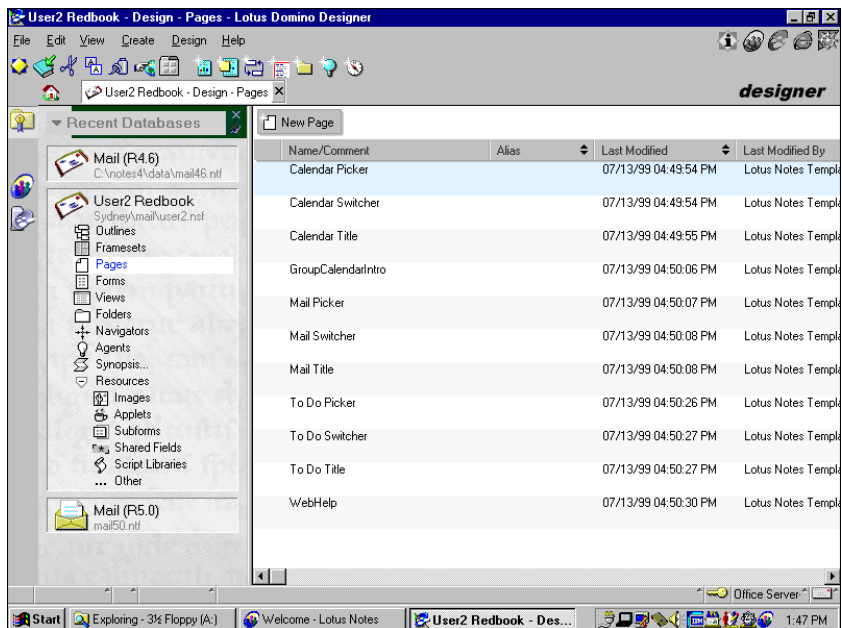 User2 Redbook - Design - Pages - Lotus Domino Designer
File Edit View Create Design Help
User2 Redbook - Design - Pages
designer
Recent Databases
New Page
Name/Comment Alias Last Modified Last Modified By
Mail (R4.6)
C:\notes4\data\mail46.ntf
User2 Redbook
Sydney\mail\user2.nsf
Outlines
Framesets
Pages
Forms
Views
Folders
Navigators
Agents
Synopsis...
Resources
Images
Applets
Subforms
Shared Fields
Script Libraries
... Other
Mail (R5.0)
mail50.ntf
Calendar Picker 07/13/99 04:49:54 PM Lotus Notes Templa
Calendar Switcher 07/13/99 04:49:54 PM Lotus Notes Templa
Calendar Title 07/13/99 04:49:55 PM Lotus Notes Templa
GroupCalendarIntro 07/13/99 04:50:06 PM Lotus Notes Templa
Mail Picker 07/13/99 04:50:07 PM Lotus Notes Templa
Mail Switcher 07/13/99 04:50:08 PM Lotus Notes Templa
Mail Title 07/13/99 04:50:08 PM Lotus Notes Templa
To Do Picker 07/13/99 04:50:26 PM Lotus Notes Templa
To Do Switcher 07/13/99 04:50:27 PM Lotus Notes Templa
To Do Title 07/13/99 04:50:27 PM Lotus Notes Templa
WebHelp 07/13/99 04:50:30 PM Lotus Notes Templa
Office Server
Start Exploring - 3½ Floppy (A:) Welcome - Lotus Notes User2 Redbook - Des... 1:47 PM